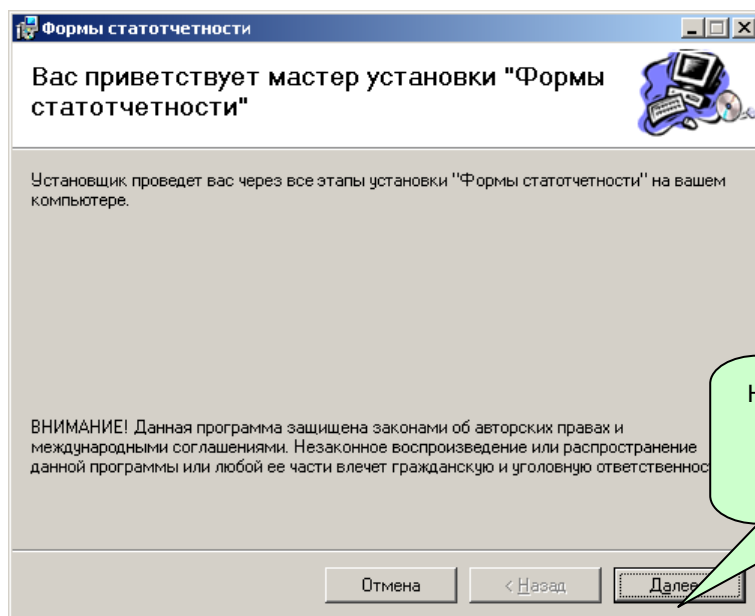 Формы статотчетности
Вас приветствует мастер установки "Формы
статотчетности"
Установщик проведет вас через все этапы установки "Формы статотчетности" на вашем
компьютере.
ВНИМАНИЕ! Данная программа защищена законами об авторских правах и
международными соглашениями. Незаконное воспроизведение или распространение
данной программы или любой ее части влечет гражданскую и уголовную
Отмена
< Назад
Далее